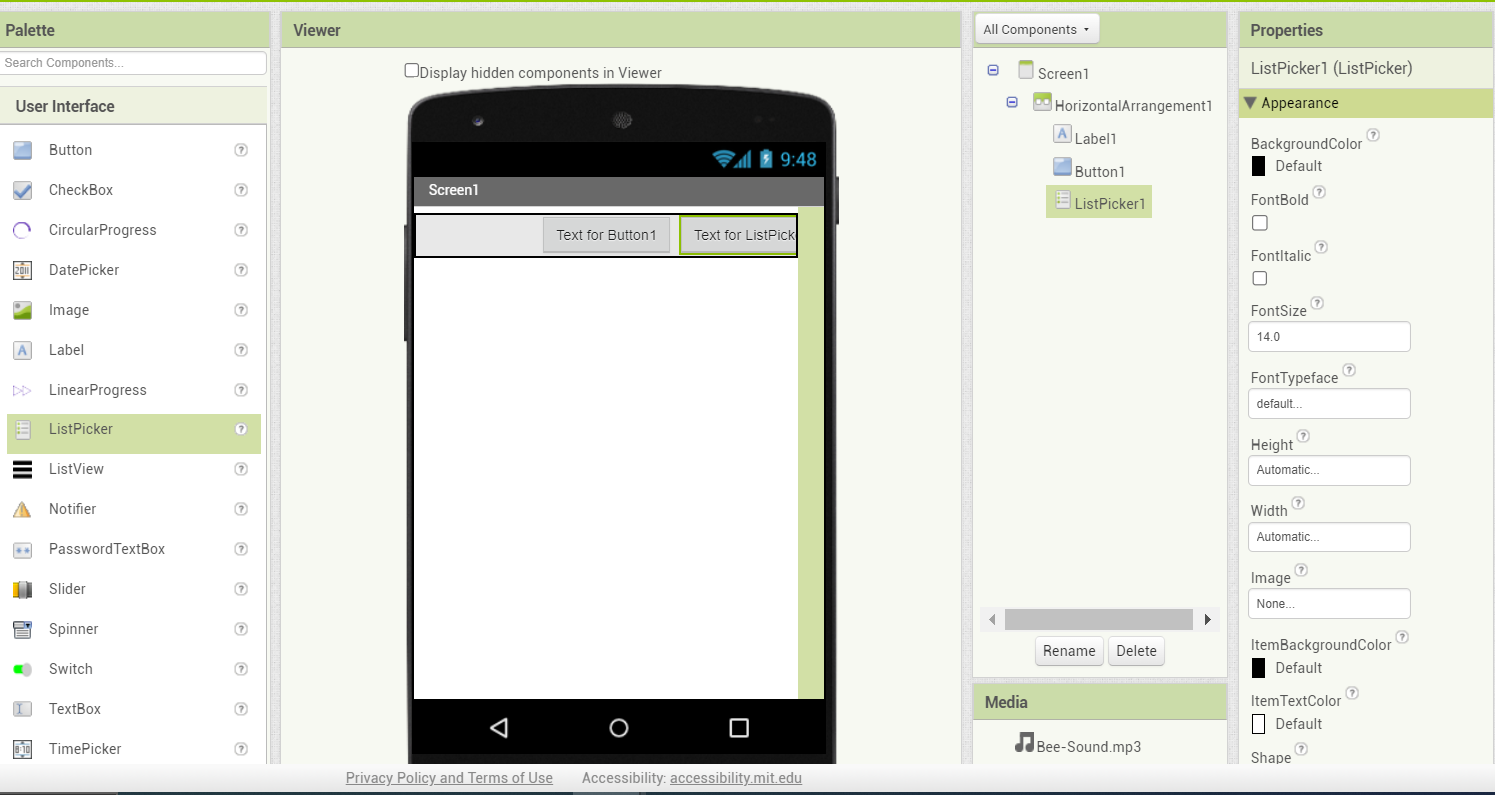 Palette
Search Components...
User Interface
Button
CheckBox
CircularProgress
DatePicker
Image
Label
LinearProgress
ListPicker
ListView
Notifier
PasswordTextBox
Slider
Spinner
Switch
TextBox
TimePicker
Viewer
Display hidden components in Viewer
9:48
Screen1
Text for Button1
Text for ListPick
All Components
Screen1
HorizontalArrangement1
Label1
Button1
ListPicker1
Rename
Delete
Media
Bee-Sound.mp3
Properties
ListPicker1 (ListPicker)
Appearance
BackgroundColor
Default
FontBold
FontItalic
FontSize
14.0
FontTypeface
default...
Height
Automatic...
Width
Automatic...
Image
None...
ItemBackgroundColor
Default
ItemTextColor
Default
Shape
Privacy Policy and Terms of Use
Accessibility: accessibility.mit.edu